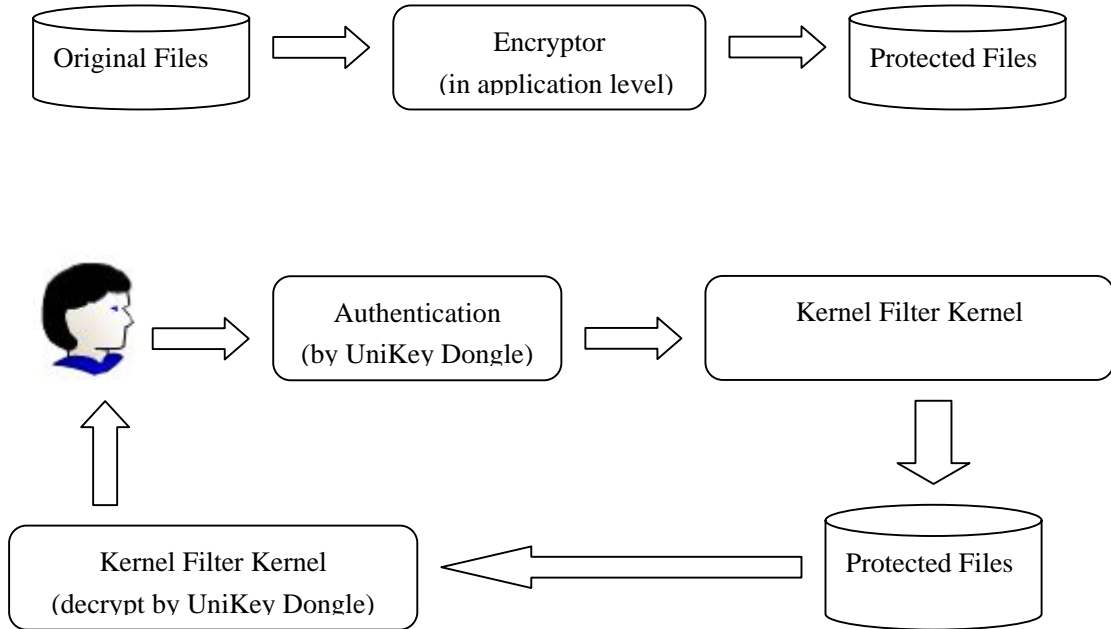 Original Files
Encryptor
(in application level)
Protected Files
Authentication
(by UniKey Dongle)
Kernel Filter Kernel
Kernel Filter Kernel
(decrypt by UniKey Dongle)
Protected Files